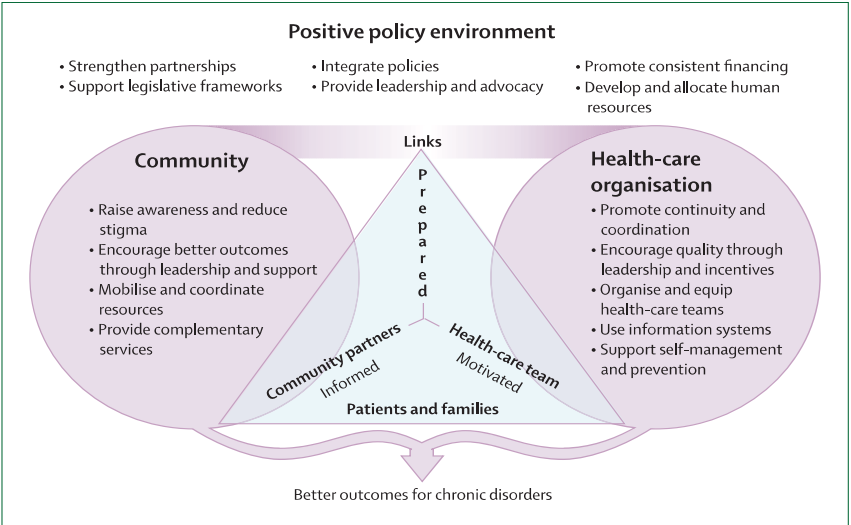 Positive policy environment
• Strengthen partnerships
• Support legislative frameworks
• Integrate policies
• Provide leadership and advocacy
• Promote consistent financing
• Develop and allocate human
resources
Links
Community
• Raise awareness and reduce
stigma
• Encourage better outcomes
through leadership and support
• Mobilise and coordinate
resources
• Provide complementary
services
Prepared
Community partners
Informed
Health-care team
Motivated
Patients and families
Health-care
organisation
• Promote continuity and
coordination
• Encourage quality through
leadership and incentives
• Organise and equip
health-care teams
• Use information systems
• Support self-management
and prevention
Better outcomes for chronic disorders